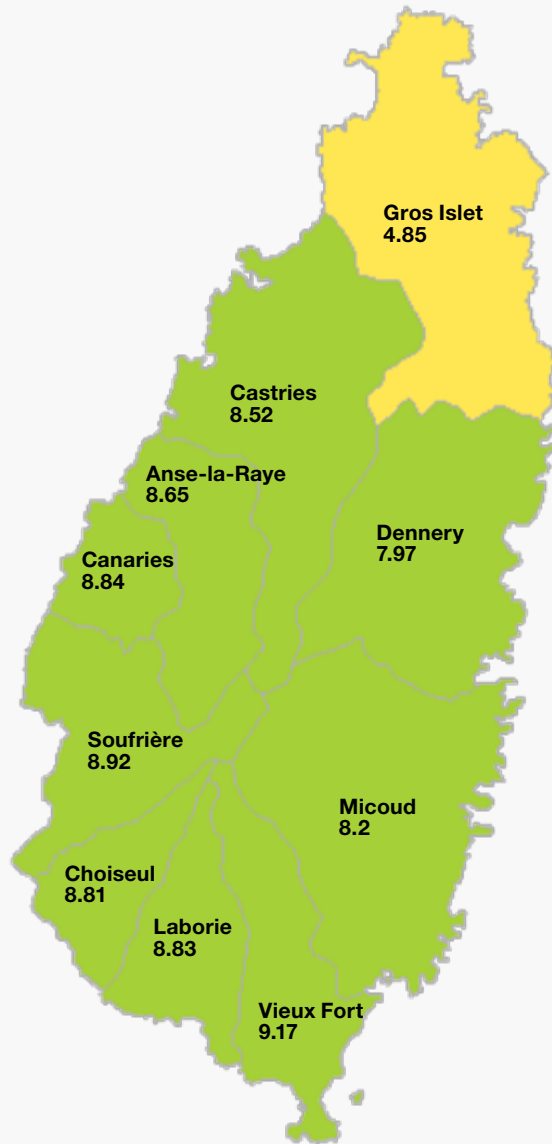 Gros Islet
4.85
Castries
8.52
Anse-la-Raye
8.65
Dennery
7.97
Canaries
8.84
Soufrière
8.92
Micoud
8.2
Choiseul
8.81
Laborie
8.83
Vieux Fort
9.17